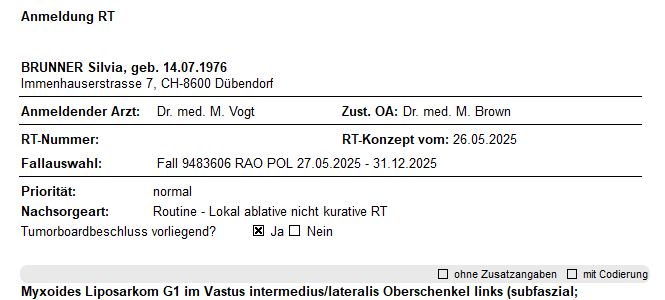 Anmeldung RT
BRUNNER Silvia, geb. 14.07.1976
Immenhauserstrasse 7, CH-8600 Dübendorf
Anmeldender Arzt: Dr. med. M. Vogt Zust. OA: Dr. med. M. Brown
RT-Nummer: RT-Konzept vom: 26.05.2025
Fallauswahl: Fall 9483606 RAO POL 27.05.2025 - 31.12.2025
Priorität: normal
Nachsorgeart: Routine - Lokal ablative nicht kurative RT
Tumorboardbeschluss vorliegend? ☒ Ja ☐ Nein
☐ ohne Zusatzangaben ☐ mit Codierung
Myxoides Liposarkom G1 im Vastus intermedius/lateralis Oberschenkel links (subfaszial;